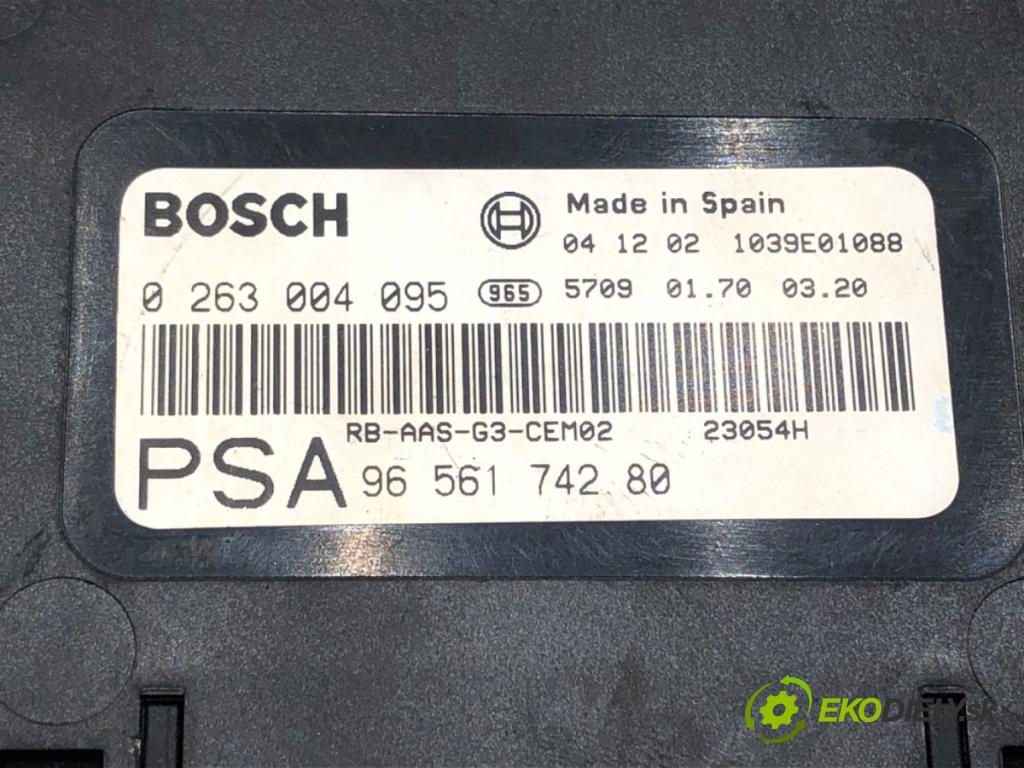 BOSCH
Made in Spain
04 12 02 1039E01088
0 263 004 095 965 5709 01.70 03.20
RB-AAS-G3-CEM02 23054H
PSA 96 561 742 80
EKODIELY.sk